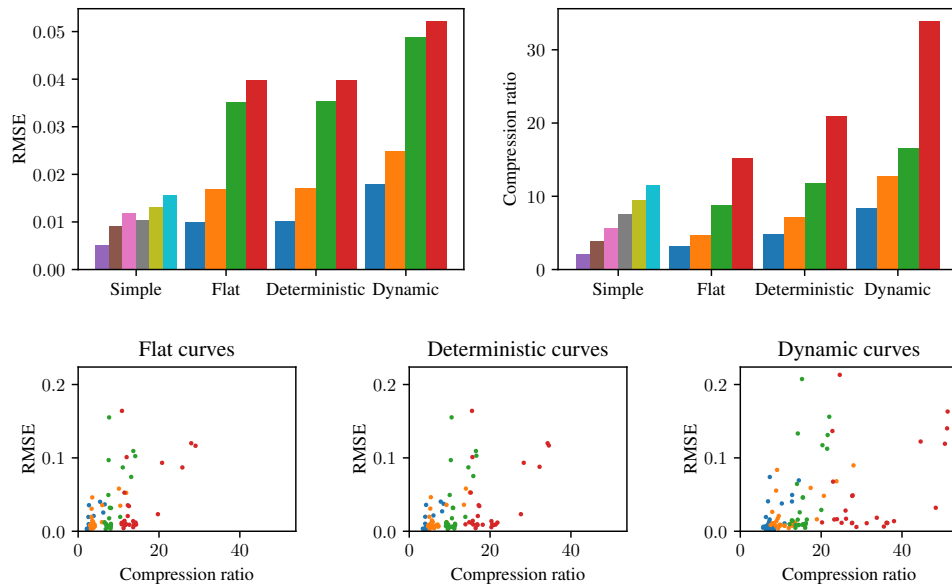 RMSE
0.05
0.04
0.03
0.02
0.01
0.00
Simple Flat Deterministic Dynamic
Compression ratio
30
20
10
0
Simple Flat Deterministic Dynamic
Flat curves
RMSE
0.2
0.1
0.0
0 20 40
Compression ratio
Deterministic curves
RMSE
0.2
0.1
0.0
0 20 40
Compression ratio
Dynamic curves
RMSE
0.2
0.1
0.0
0 20 40
Compression ratio